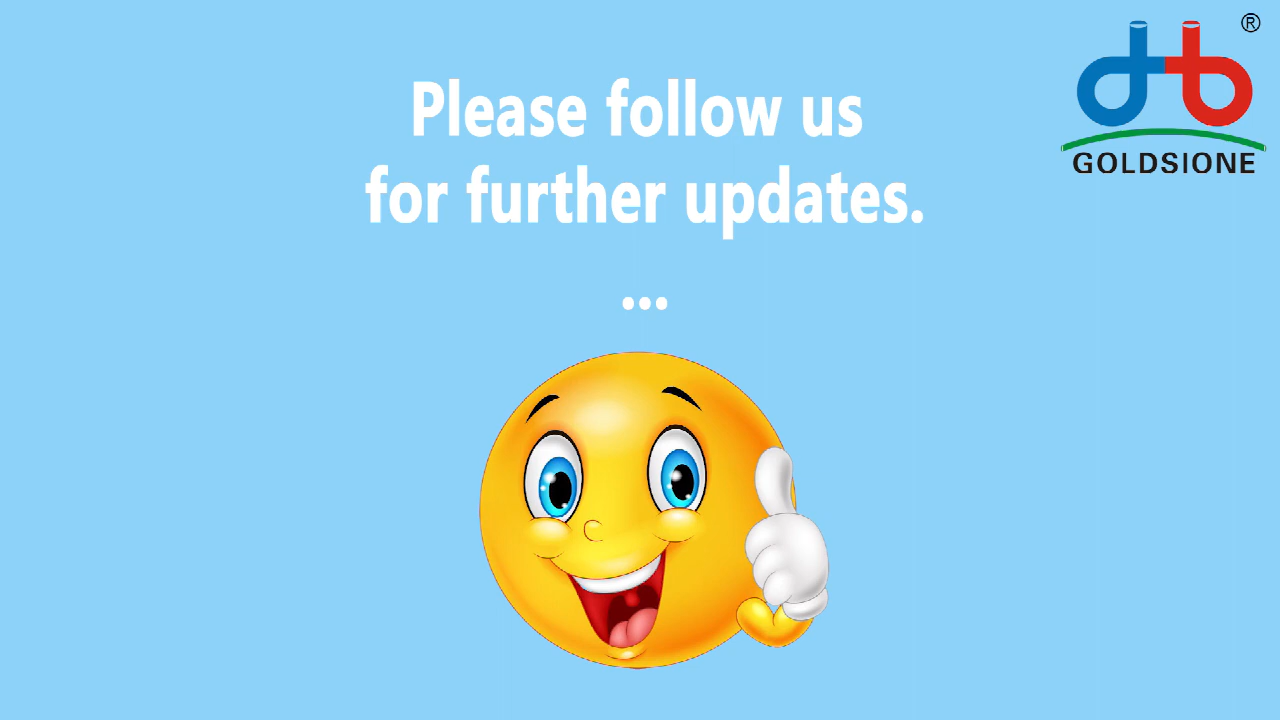 Please follow us
for further updates.
...
®
GOLDSIONE